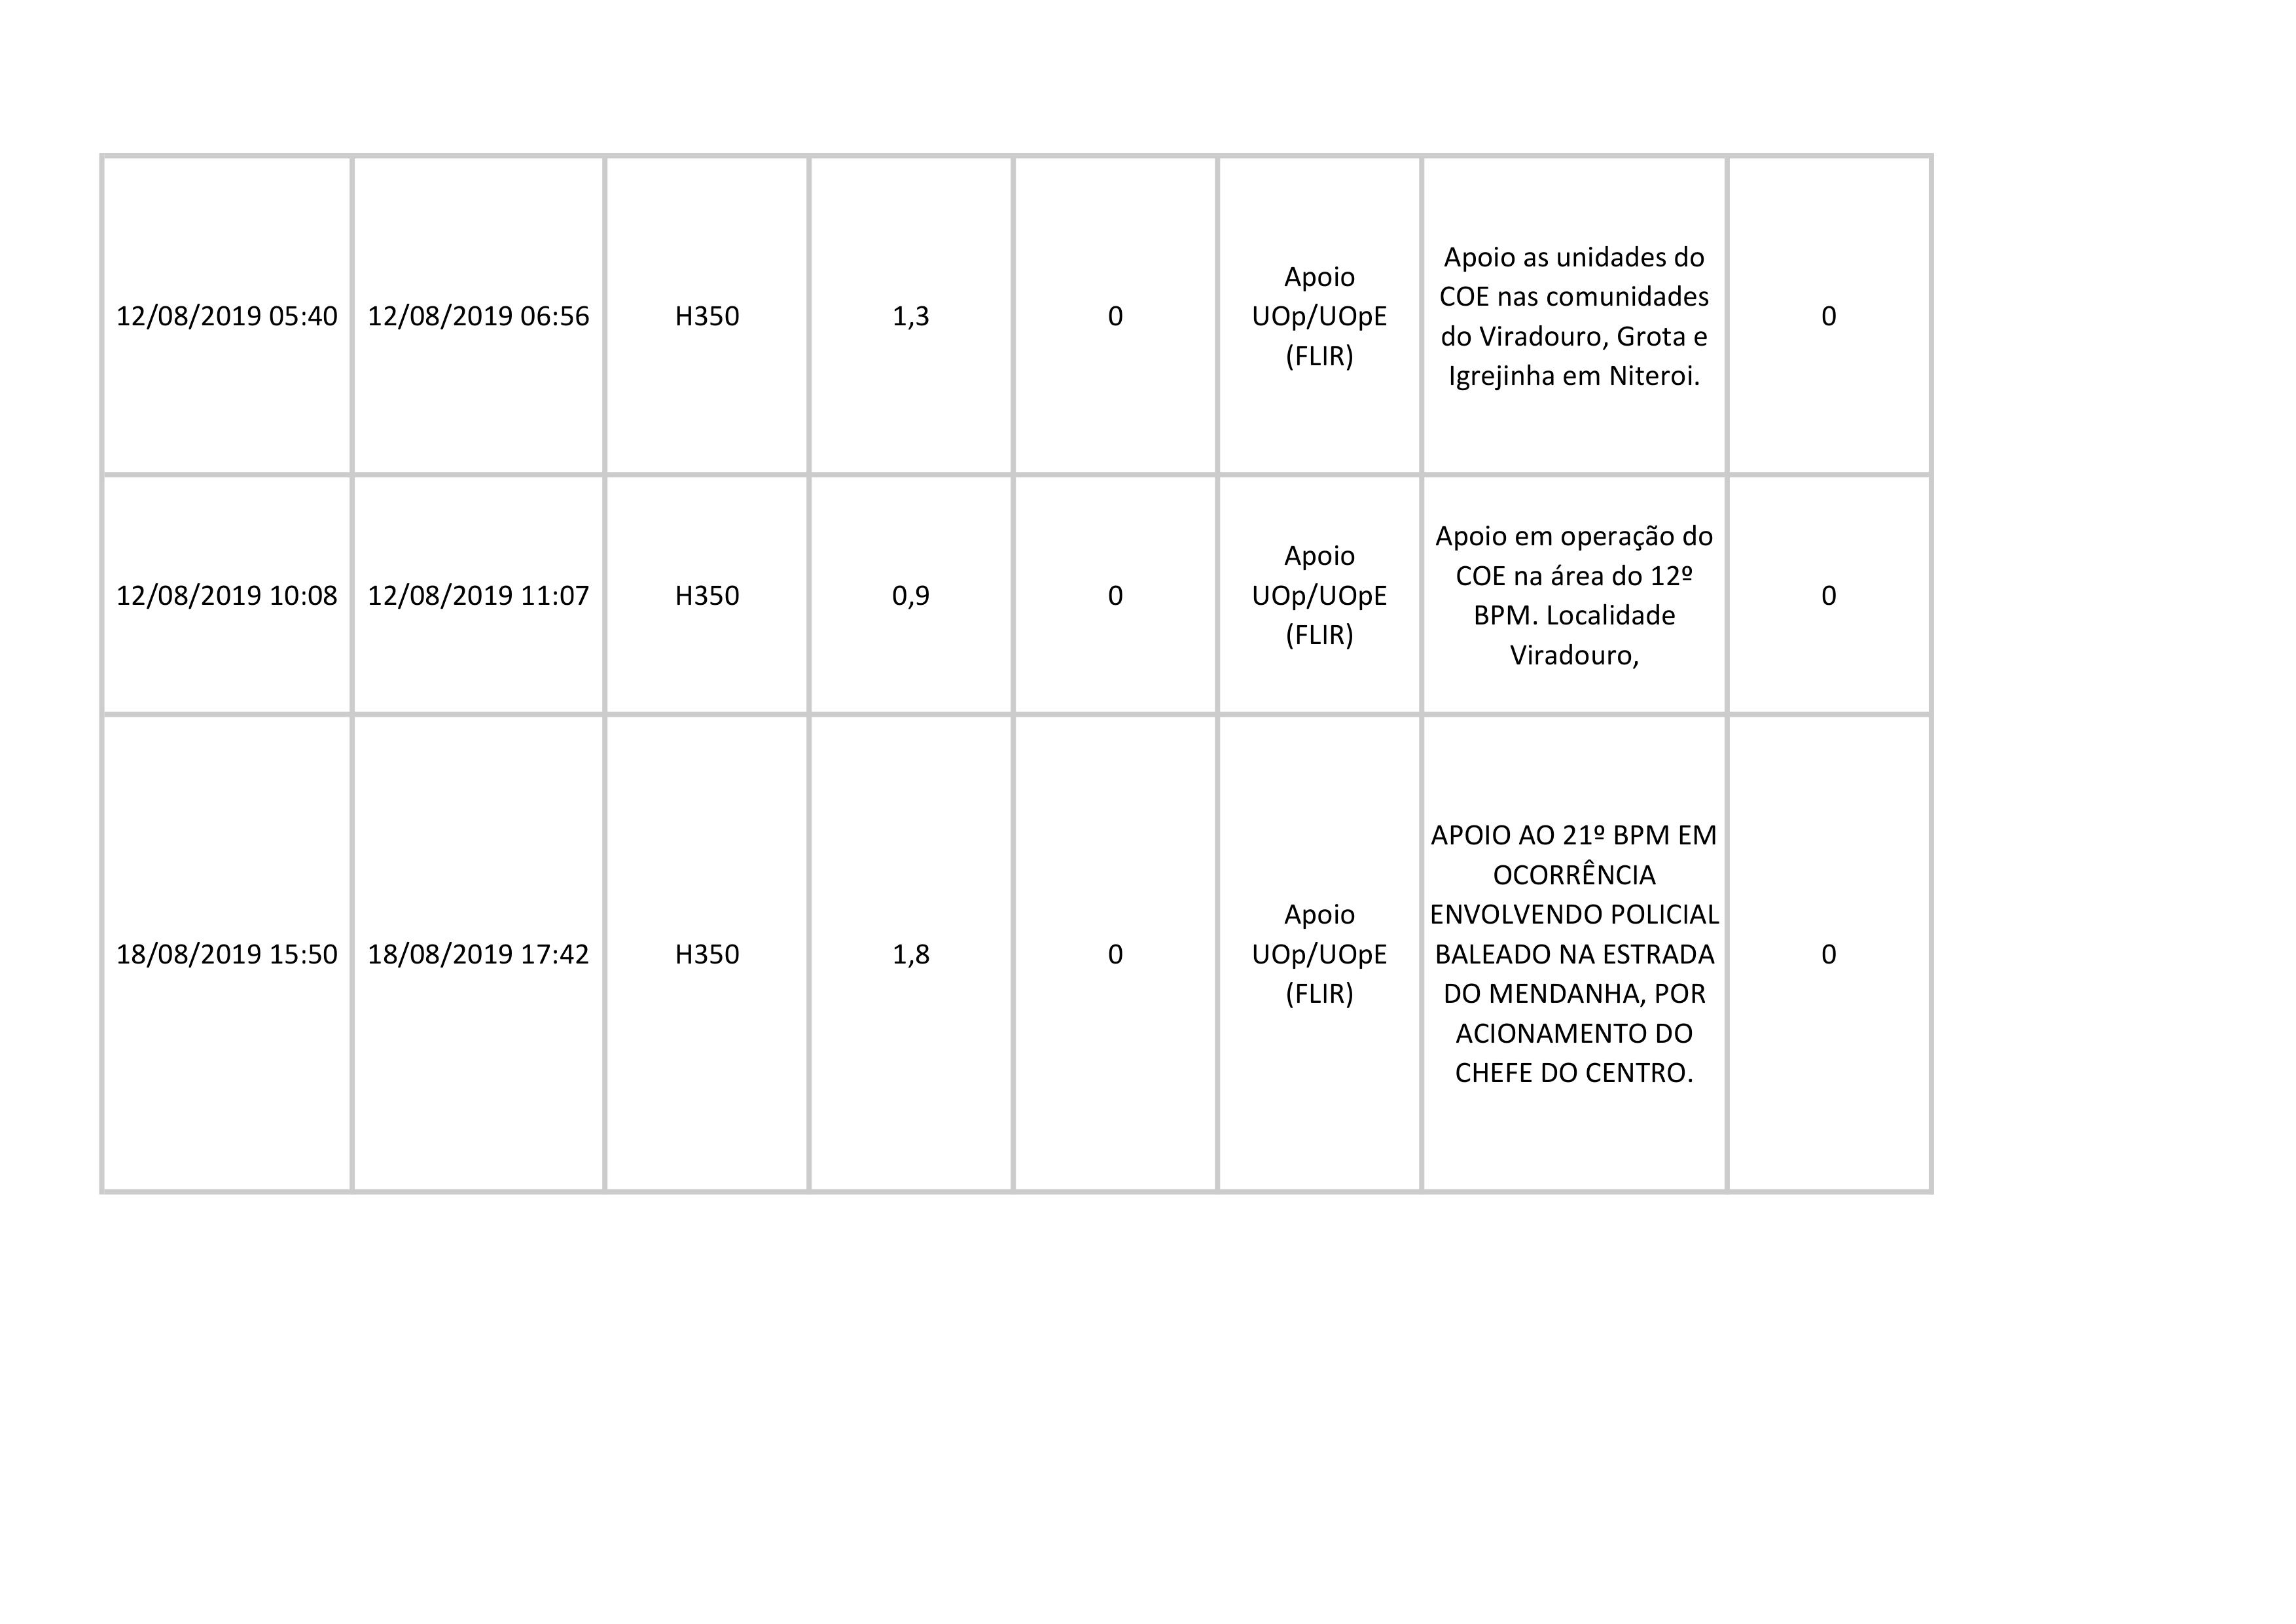 12/08/2019 05:40
12/08/2019 06:56
H350
1,3
0
Apoio
UOp/UOpE
(FLIR)
Apoio as unidades do
COE nas comunidades
do Viradouro, Grota e
Igrejinha em Niteroi.
0
12/08/2019 10:08
12/08/2019 11:07
H350
0,9
0
Apoio
UOp/UOpE
(FLIR)
Apoio em operação do
COE na área do 12º
BPM. Localidade
Viradouro,
0
18/08/2019 15:50
18/08/2019 17:42
H350
1,8
0
Apoio
UOp/UOpE
(FLIR)
APOIO AO 21º BPM EM
OCORRÊNCIA
ENVOLVENDO POLICIAL
BALEADO NA ESTRADA
DO MENDANHA, POR
ACIONAMENTO DO
CHEFE DO CENTRO.
0